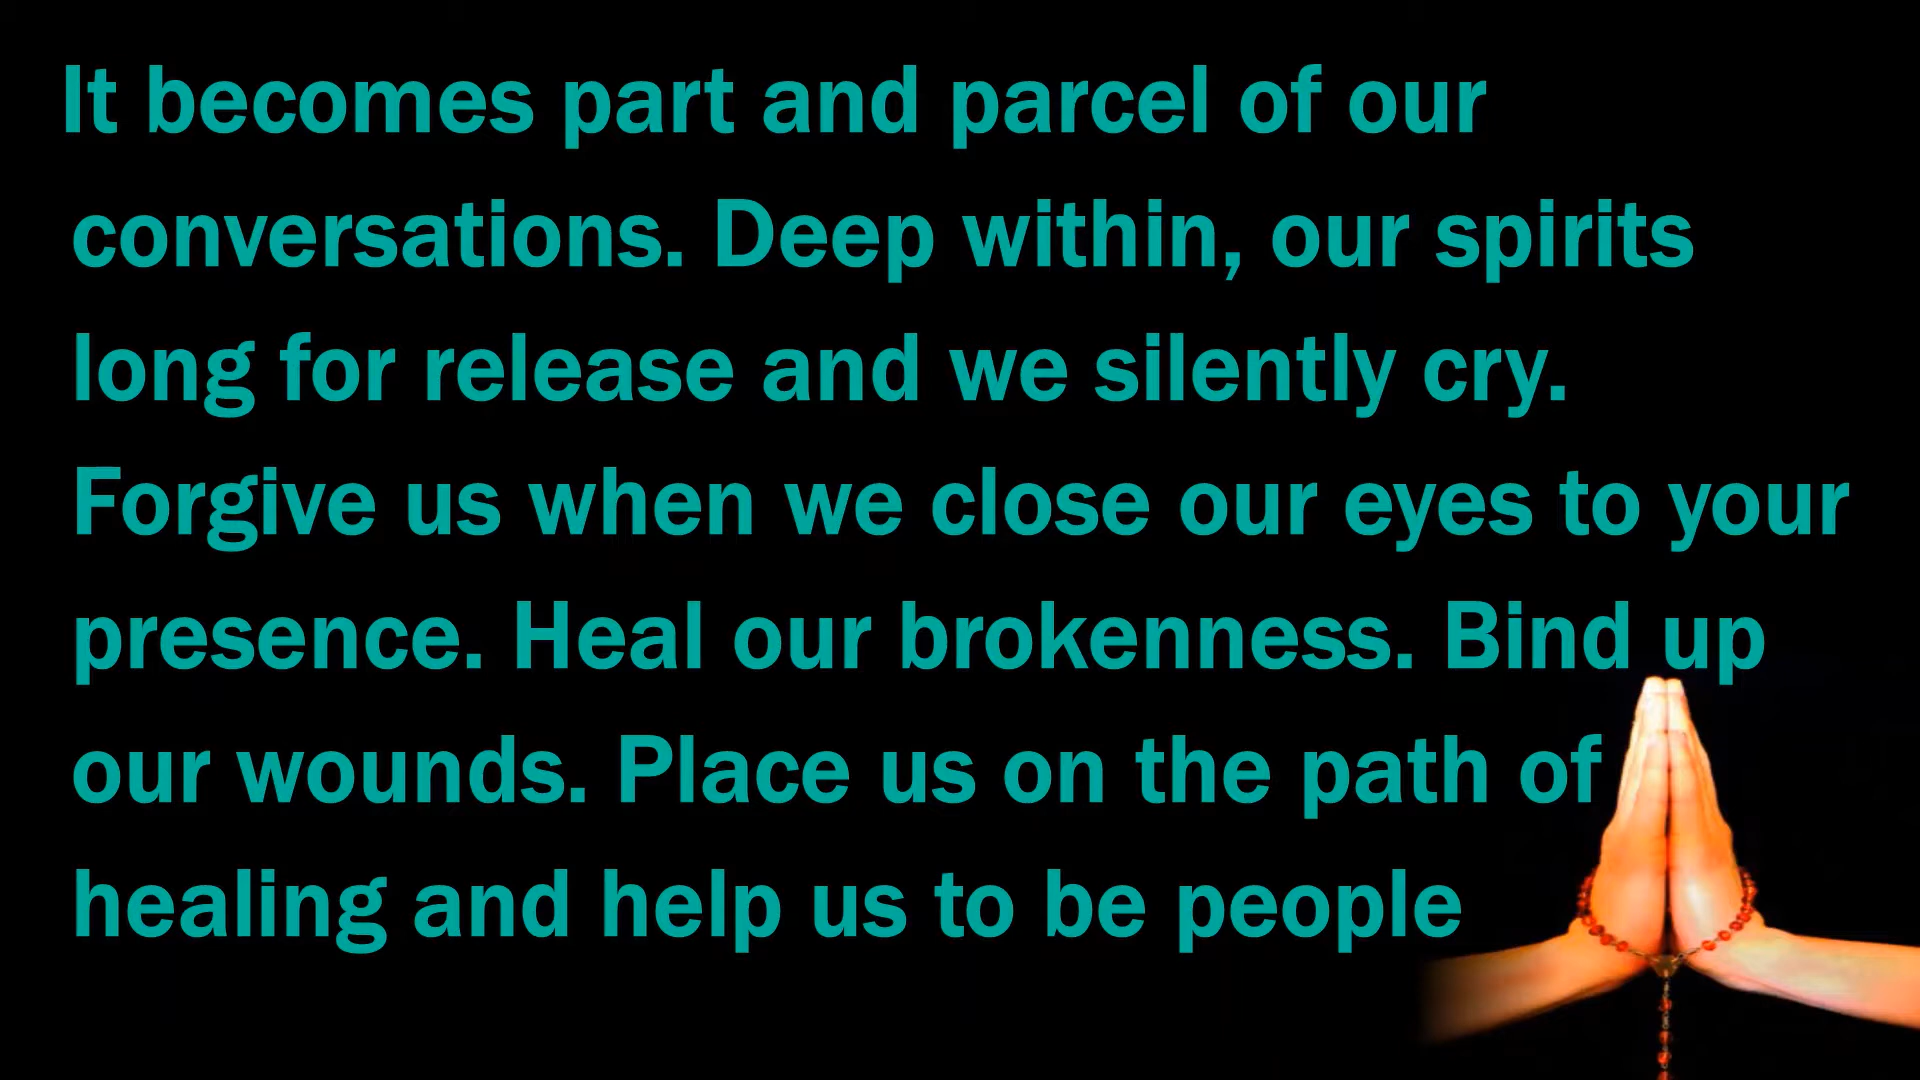 It becomes part and parcel of our
conversations. Deep within, our spirits
long for release and we silently cry.
Forgive us when we close our eyes to your
presence. Heal our brokenness. Bind up
our wounds. Place us on the path of
healing and help us to be people